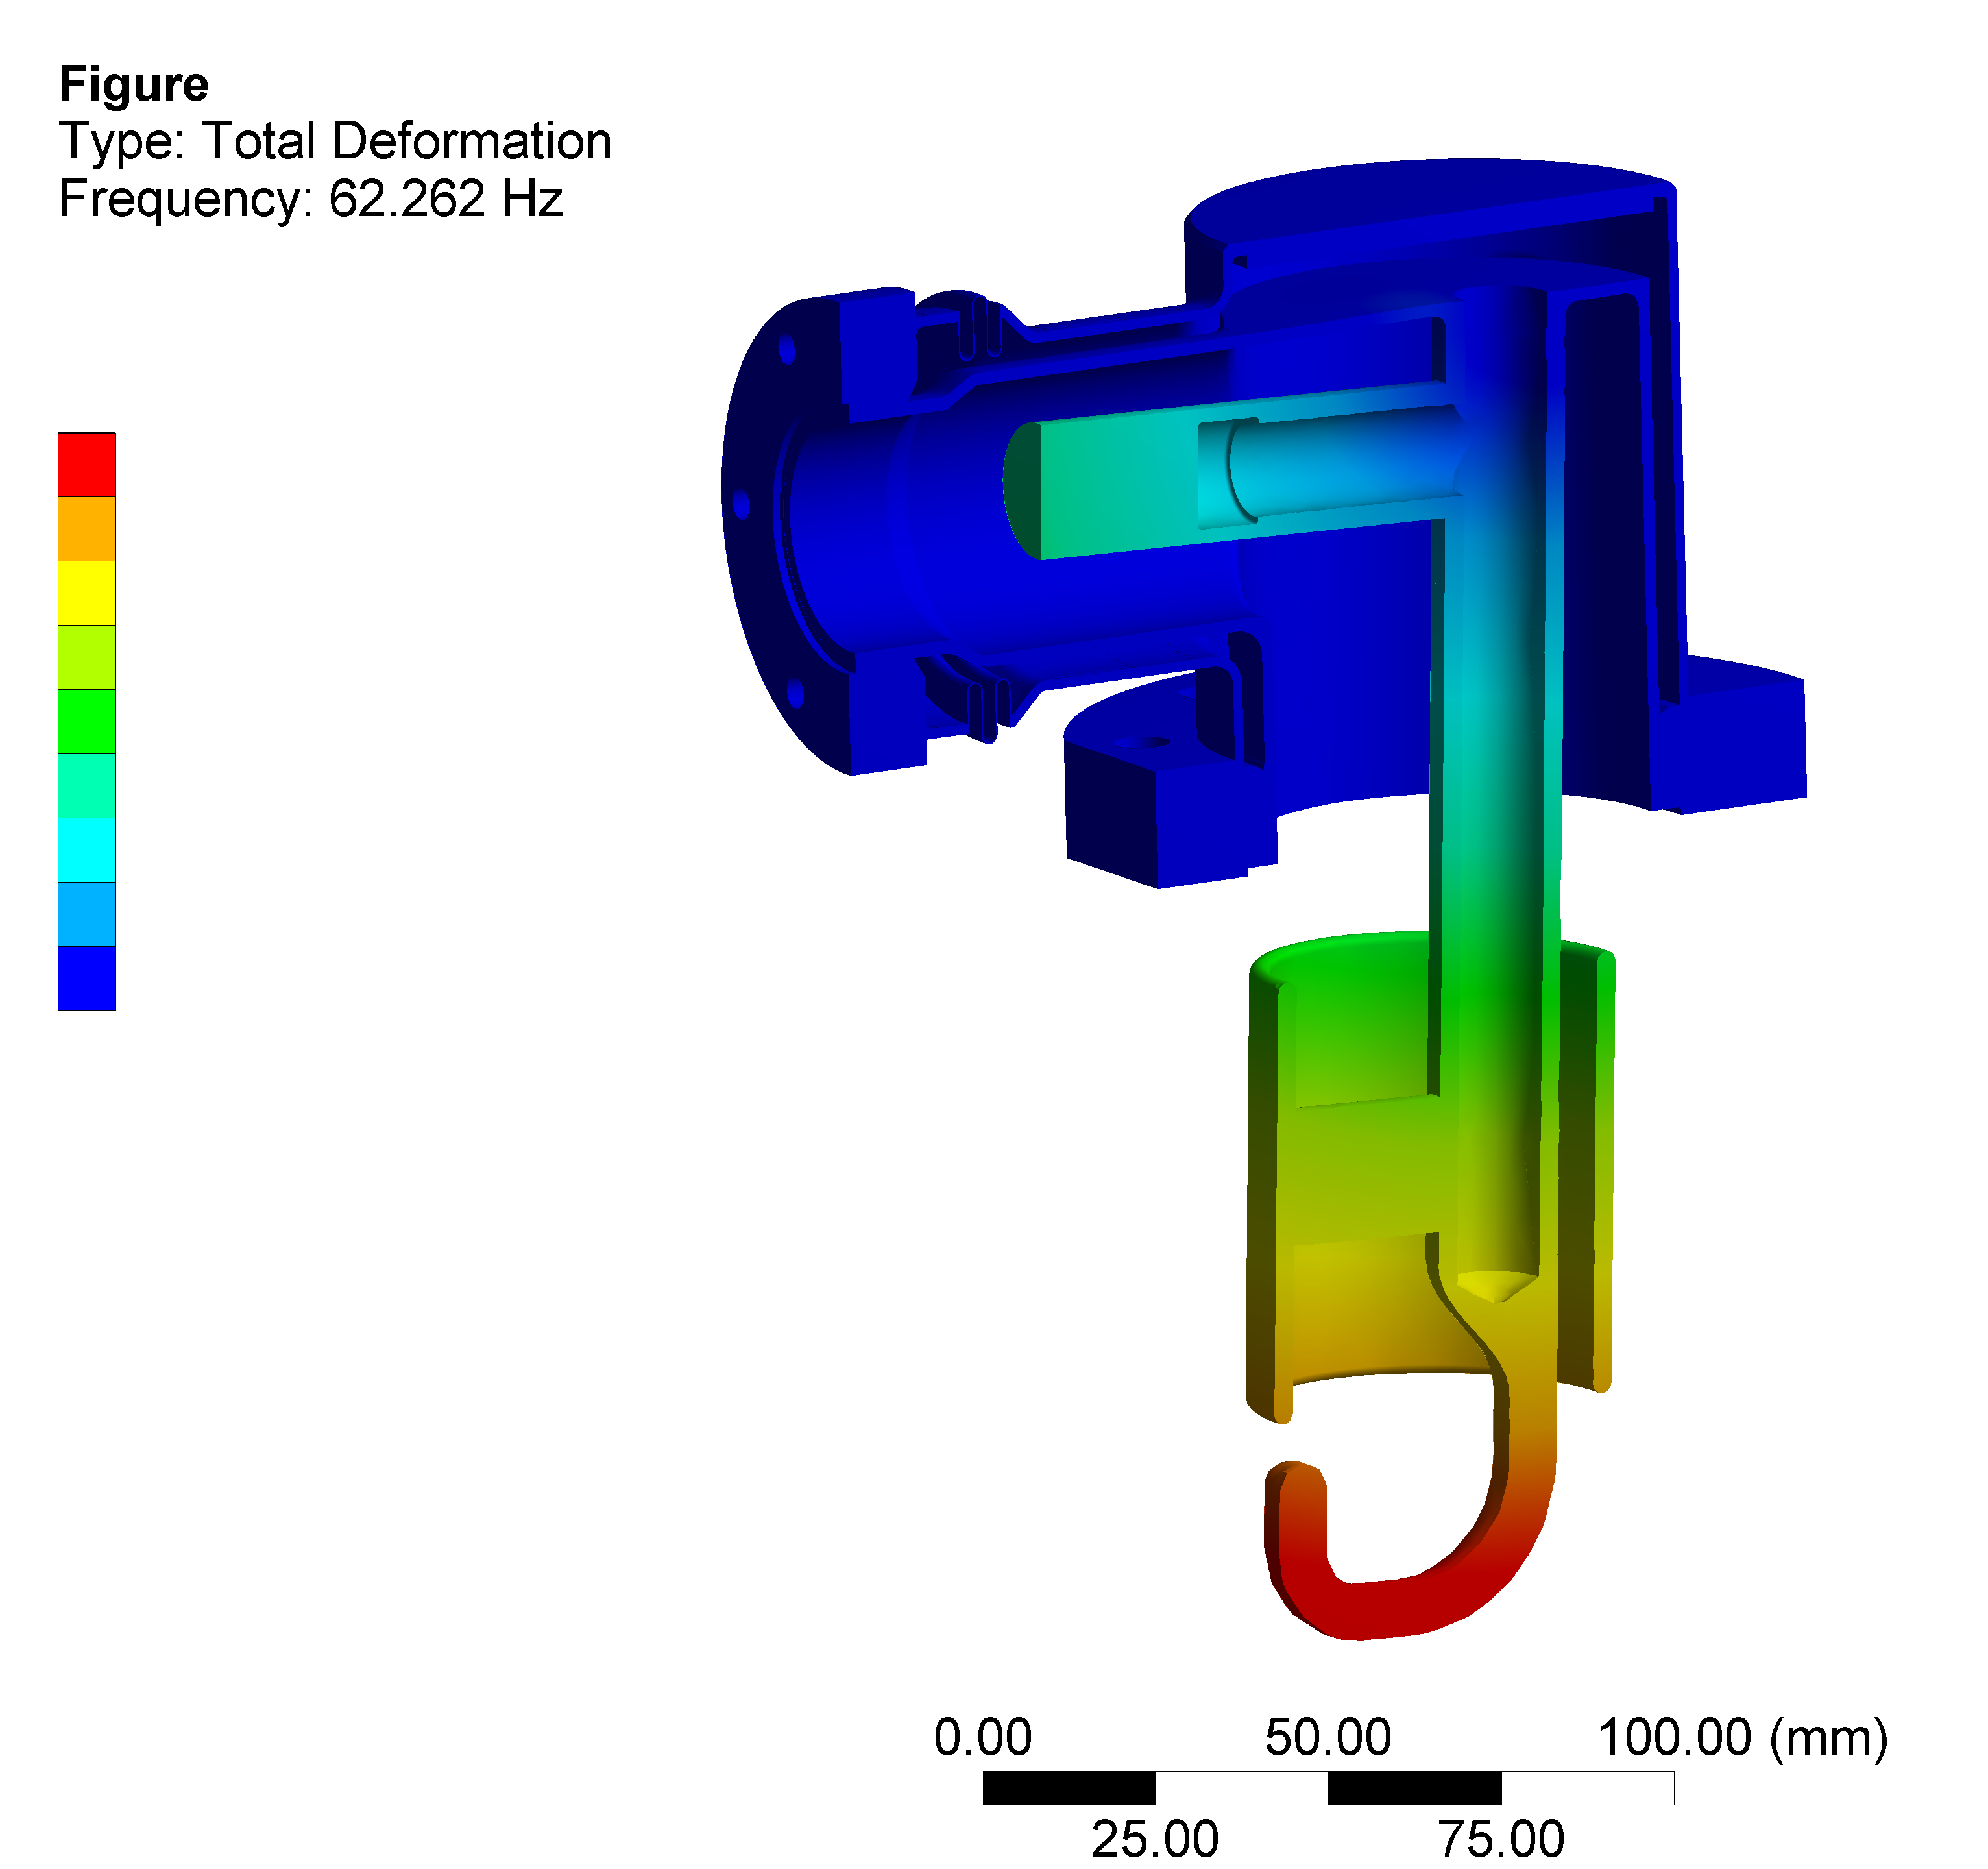 Figure
Type: Total Deformation
Frequency: 62.262 Hz
0.00 50.00 100.00 (mm)
25.00 75.00